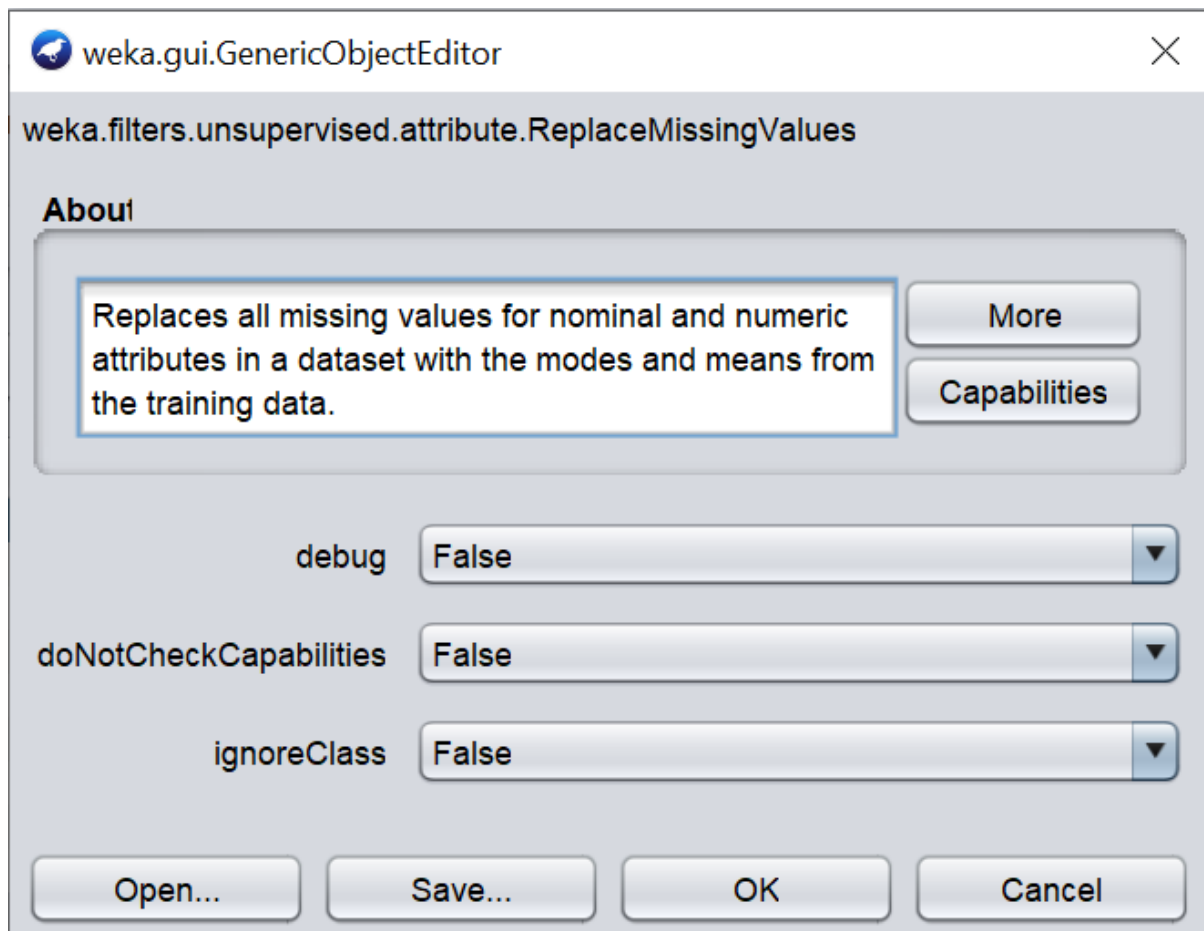 weka.gui.GenericObjectEditor
weka.filters.unsupervised.attribute.ReplaceMissingValues
About
Replaces all missing values for nominal and numeric
attributes in a dataset with the modes and means from
the training data.
More
Capabilities
debug False
doNotCheckCapabilities False
ignoreClass False
Open... Save... OK Cancel